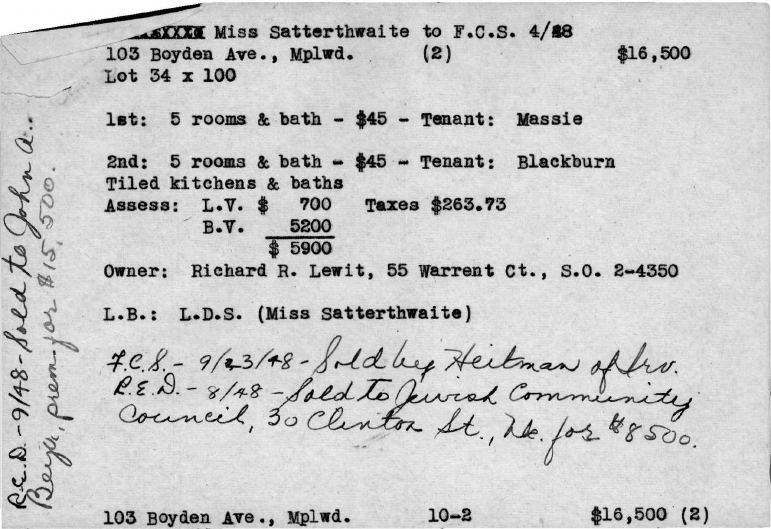 Miss Satterthwaite to F.C.S. 4/28
103 Boyden Ave., Mplwd. (2) $16,500
Lot 34 x 100
1st: 5 rooms & bath - $45 - Tenant: Massie
2nd: 5 rooms & bath - $45 - Tenant: Blackburn
Tiled kitchens & baths
Assess: L.V. $ 700 Taxes $263.73
B.V. 5200
$ 5900
Owner: Richard R. Lewit, 55 Warrent Ct., S.O. 2-4350
L.B.: L.D.S. (Miss Satterthwaite)
F.C.S. - 9/23/48 - Sold by Heitman of Irv.
R.E.D. - 8/48 - Sold to Jewish Community
Council, 30 Clinton St., Nk. for $8500.
R.E.D. - 9/48 - Sold to John A..
prem. for $15,500.
103 Boyden Ave., Mplwd. 10-2 $16,500 (2)